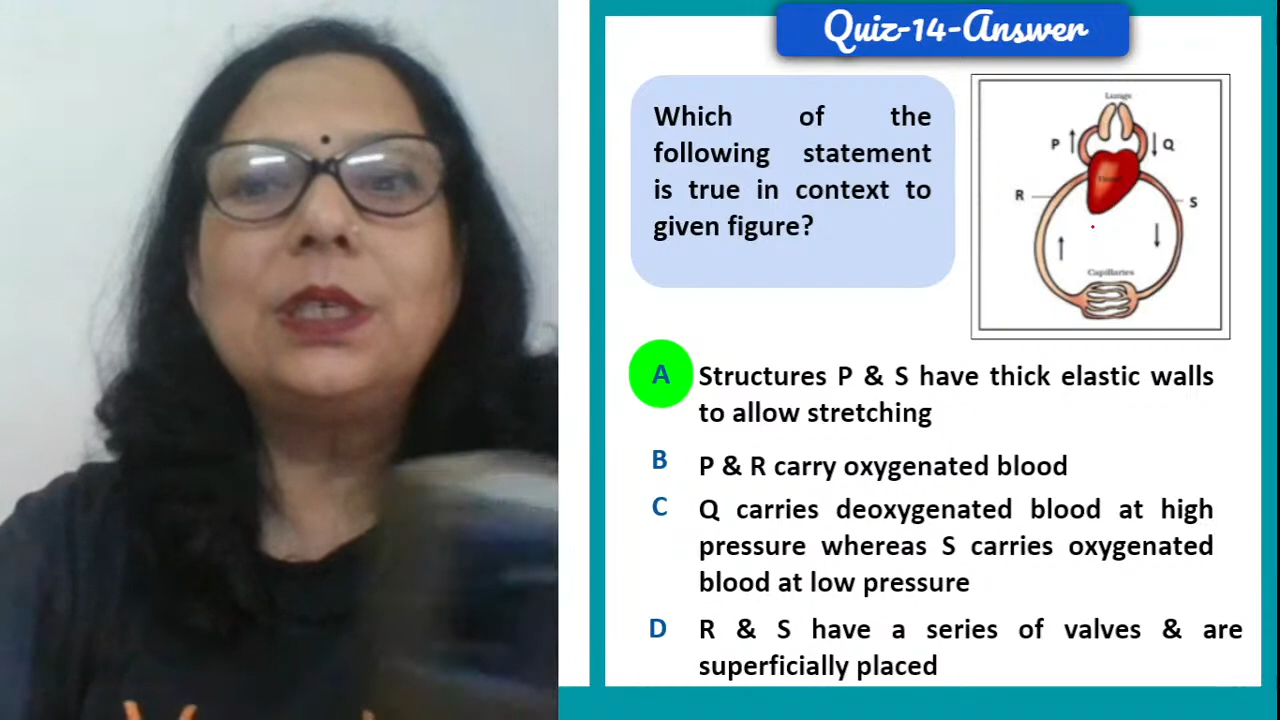 Quiz-14-Answer
Which of the
following statement
is true in context to
given figure?
Lungs
P
Q
Heart
R
S
Capillaries
A Structures P & S have thick elastic walls
to allow stretching
B P & R carry oxygenated blood
C Q carries deoxygenated blood at high
pressure whereas S carries oxygenated
blood at low pressure
D R & S have a series of valves & are
superficially placed